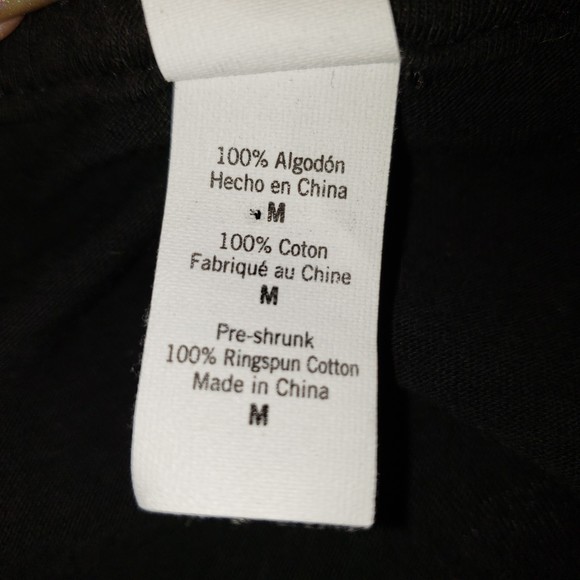 100% Algodón
Hecho en China
M
100% Coton
Fabriqué au Chine
M
Pre-shrunk
100% Ringspun Cotton
Made in China
M